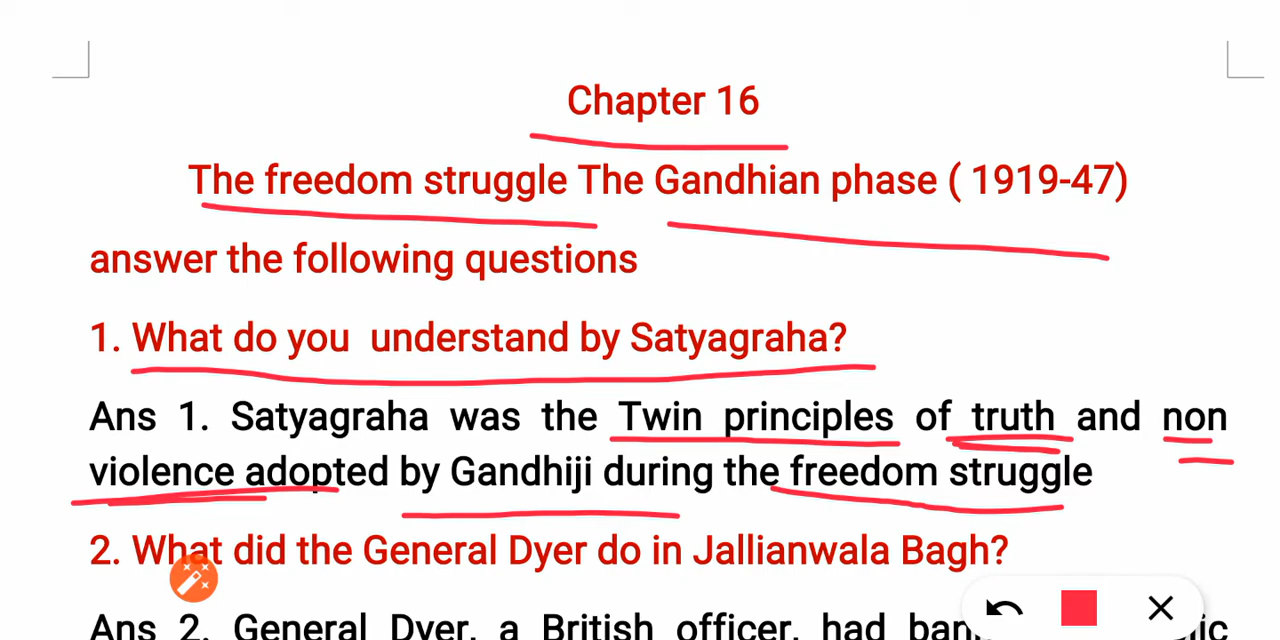 Chapter 16
The freedom struggle The Gandhian phase ( 1919-47)
answer the following questions
1. What do you understand by Satyagraha?
Ans 1. Satyagraha was the Twin principles of truth and non
violence adopted by Gandhiji during the freedom struggle
2. What did the General Dyer do in Jallianwala Bagh?
Ans 2. General Dyer, a British officer, had